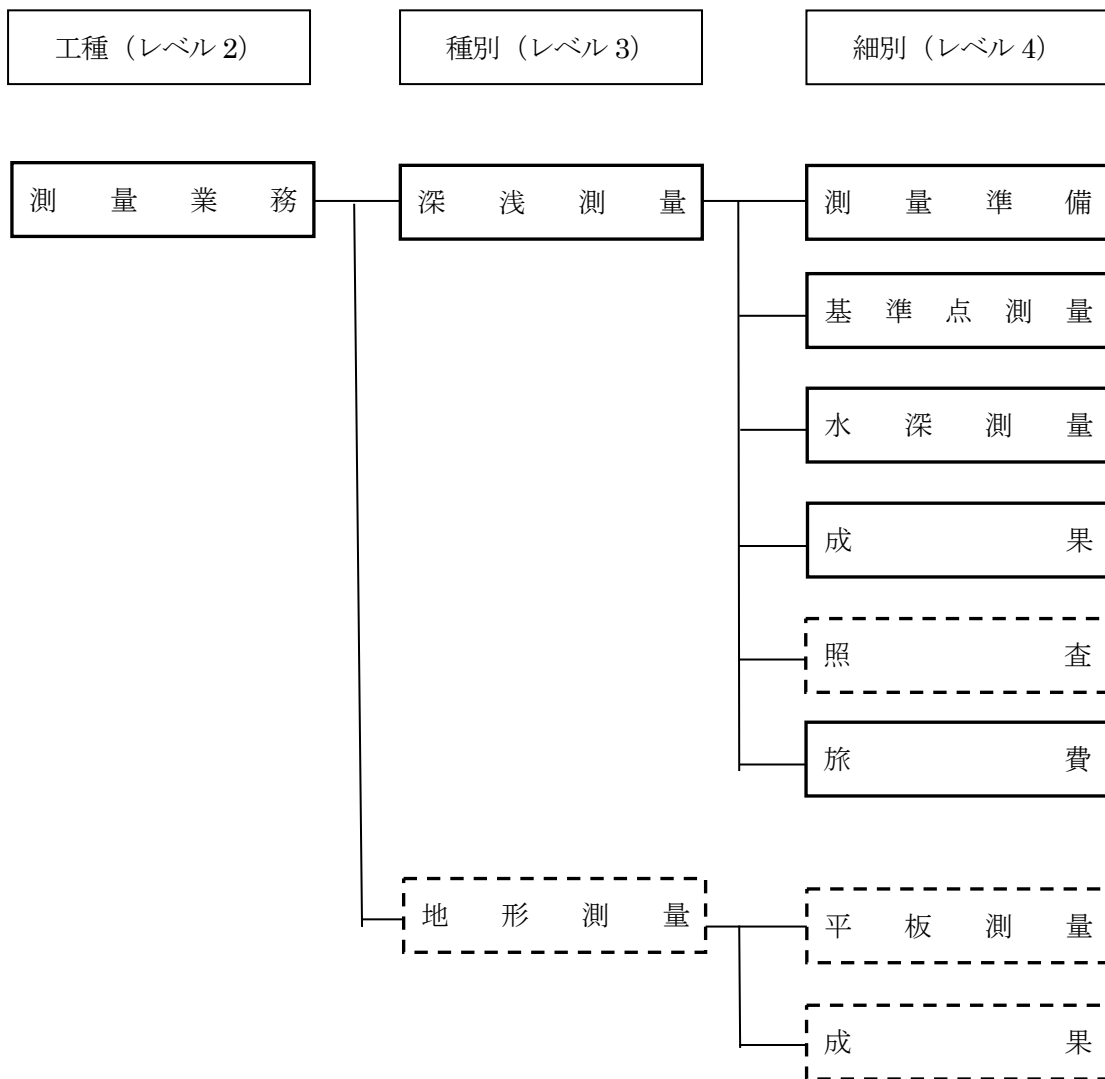 工種（レベル2） 種別（レベル3） 細別（レベル4）
測量業務 深浅測量 測量準備
基準点測量
水深測量
成果
照査
旅費
地形測量 平板測量
成果